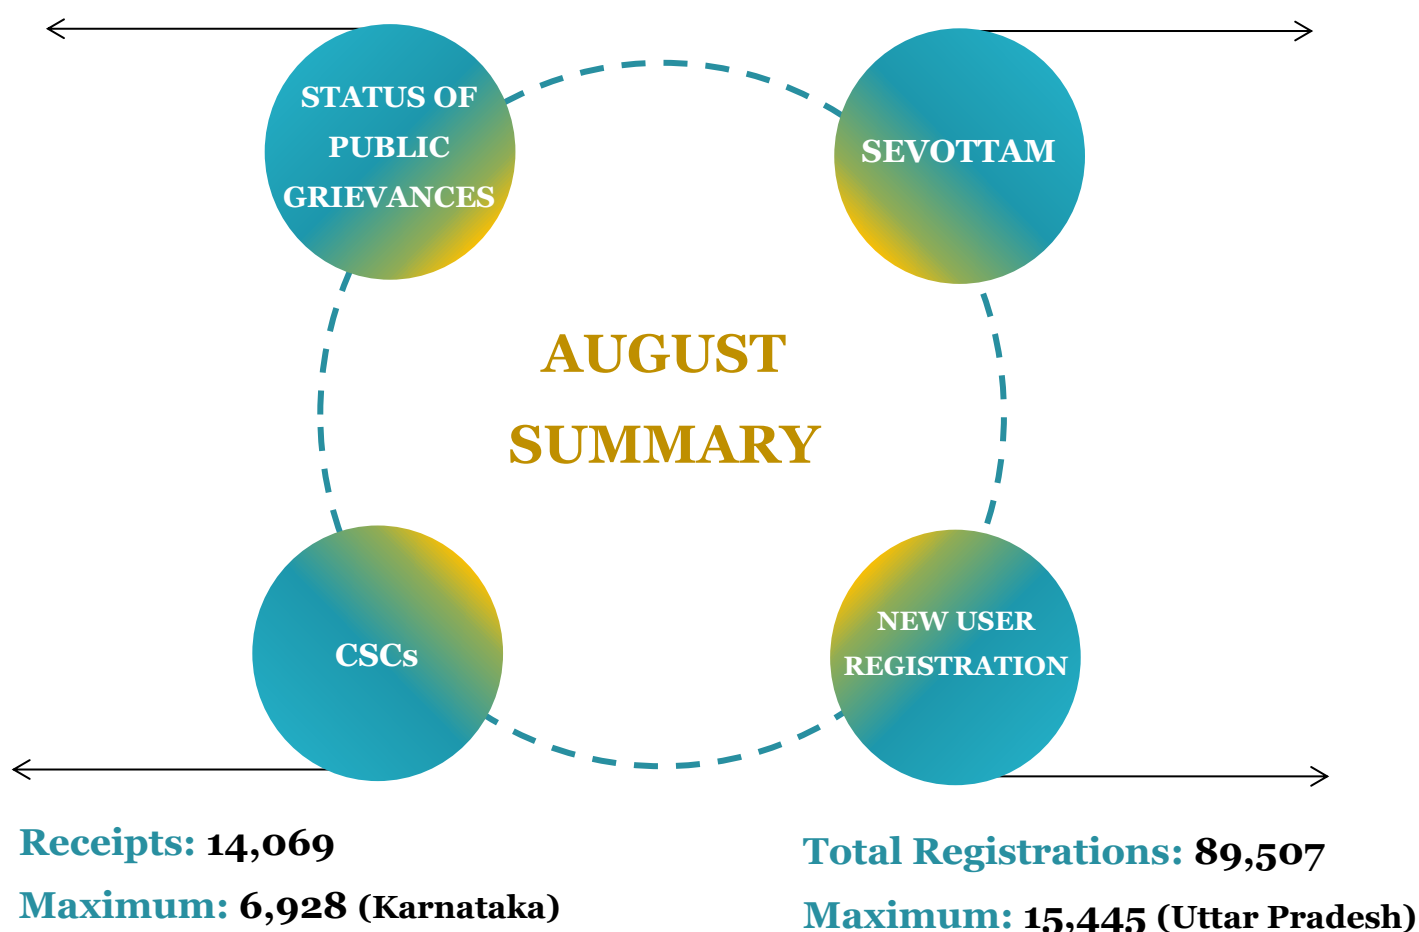 STATUS OF
PUBLIC
GRIEVANCES
SEVOTTAM
AUGUST
SUMMARY
CSCs
NEW USER
REGISTRATION
Receipts: 14,069
Maximum: 6,928 (Karnataka)
Total Registrations: 89,507
Maximum: 15,445 (Uttar Pradesh)